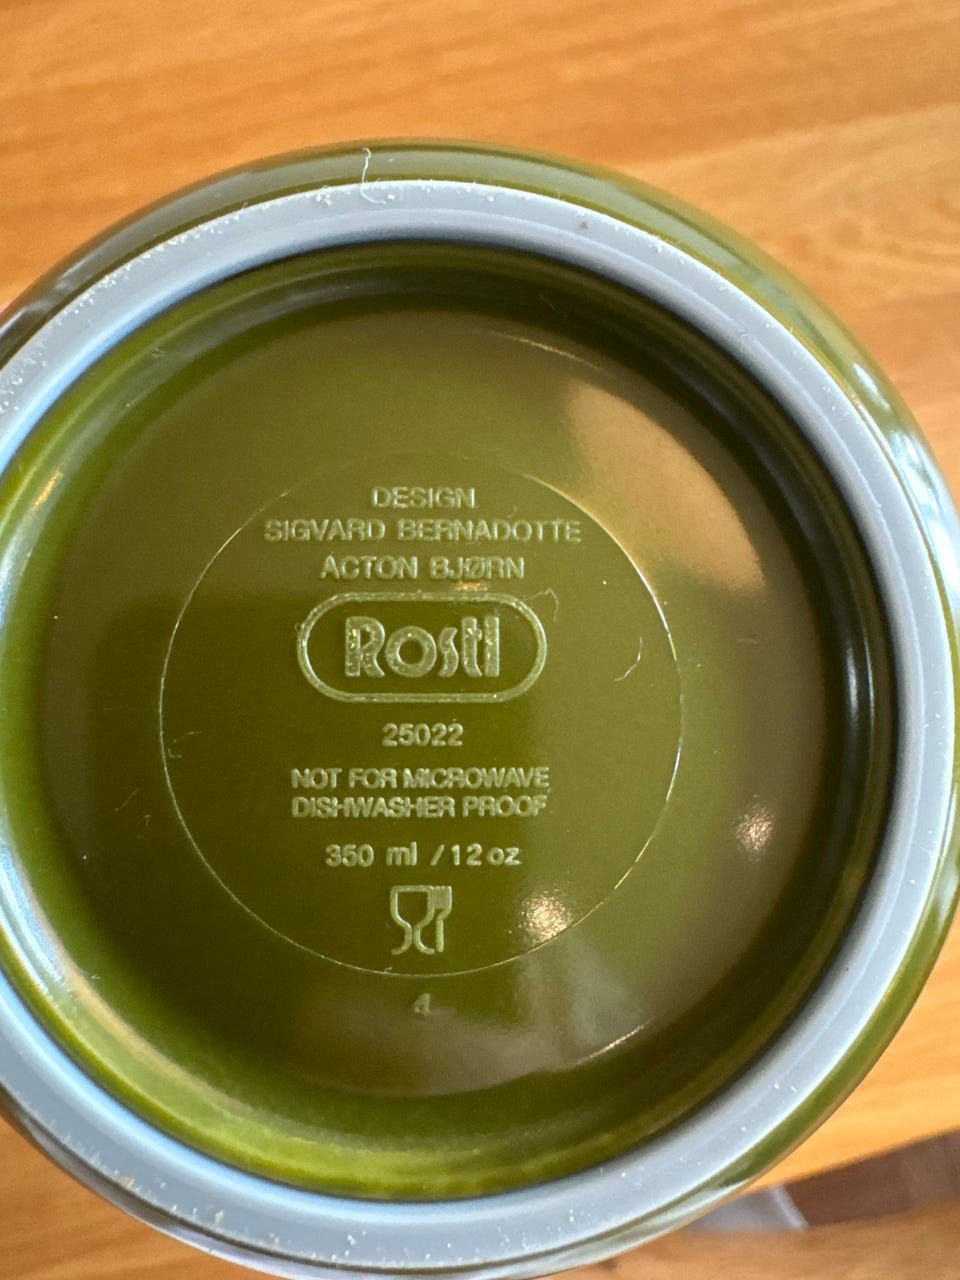 DESIGN
SIGVARD BERNADOTTE
ACTON BJØRN
Rosti
25022
NOT FOR MICROWAVE
DISHWASHER PROOF
350 ml / 12 oz
4